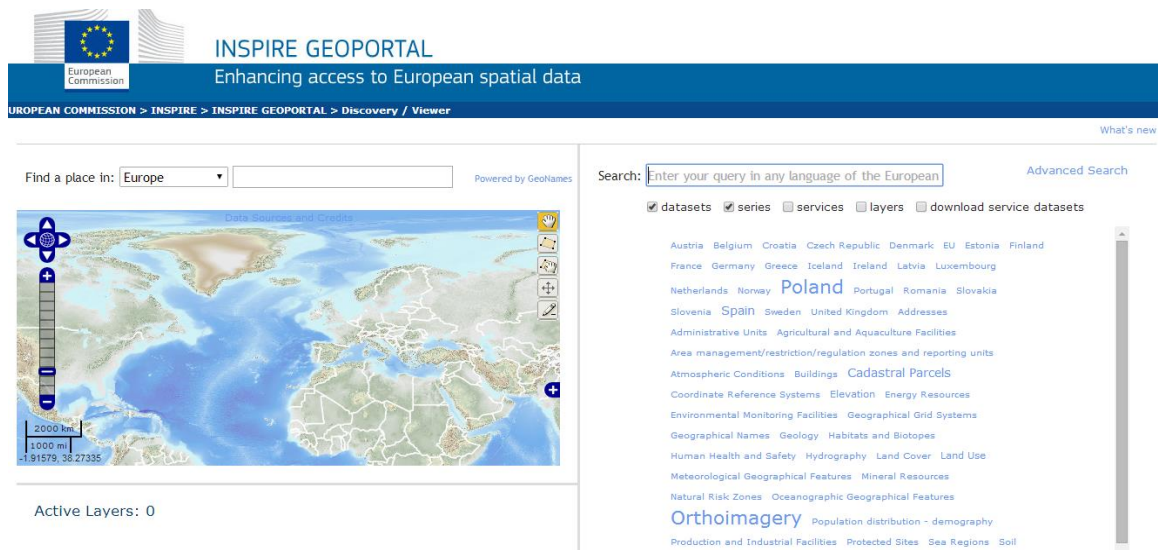 European
Commission
INSPIRE GEOPORTAL
Enhancing access to European spatial data
UROPEAN COMMISSION > INSPIRE > INSPIRE GEOPORTAL > Discovery / Viewer
What's new
Find a place in: Europe
Powered by GeoNames
Data Sources and Credits
2000 km
1000 mi
-1.91579, 38.27335
Active Layers: 0
Search: Enter your query in any language of the European
Advanced Search
datasets series services layers download service datasets
Austria Belgium Croatia Czech Republic Denmark EU Estonia Finland
France Germany Greece Iceland Ireland Latvia Luxembourg
Netherlands Norway Poland Portugal Romania Slovakia
Slovenia Spain Sweden United Kingdom Addresses
Administrative Units Agricultural and Aquaculture Facilities
Area management/restriction/regulation zones and reporting units
Atmospheric Conditions Buildings Cadastral Parcels
Coordinate Reference Systems Elevation Energy Resources
Environmental Monitoring Facilities Geographical Grid Systems
Geographical Names Geology Habitats and Biotopes
Human Health and Safety Hydrography Land Cover Land Use
Meteorological Geographical Features Mineral Resources
Natural Risk Zones Oceanographic Geographical Features
Orthoimagery Population distribution - demography
Production and Industrial Facilities Protected Sites Sea Regions Soil